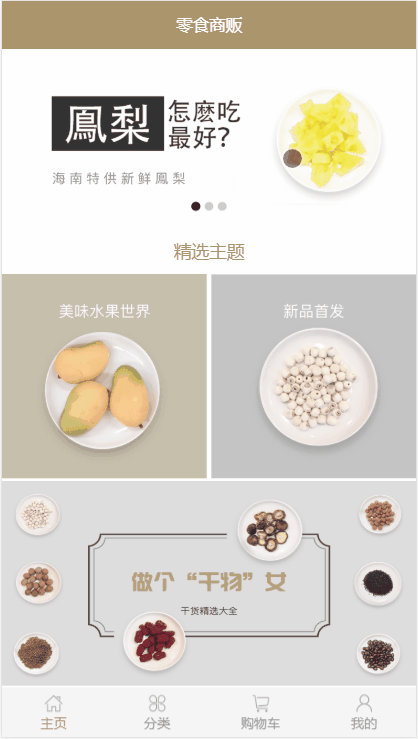 零食商贩
鳳梨 怎麽吃
最好?
海南特供新鲜鳳梨
精选主题
美味水果世界
新品首发
做个“干物”女
干货精选大全
主页
分类
购物车
我的